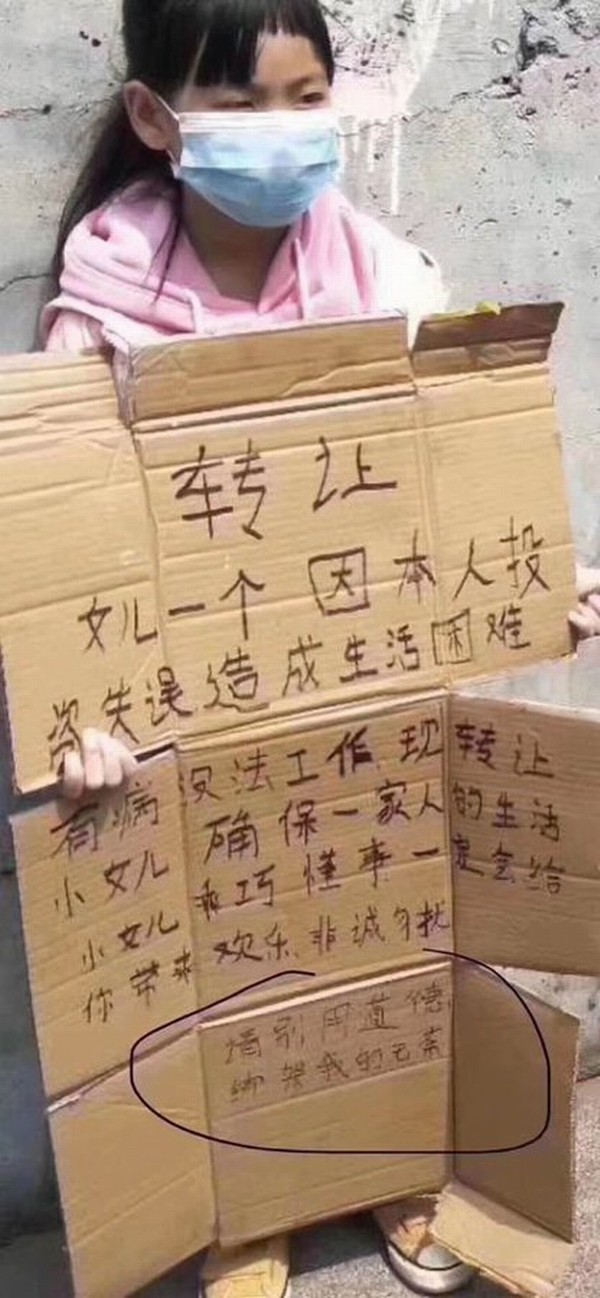 转让
女儿一个 因本人投
资失误造成生活困难
有病没法工作.现转让
小女儿 确保一家人的生活
小女儿 乖巧懂事一定会给
你带来欢乐.非诚勿扰
请别用道德
绑架我的无奈